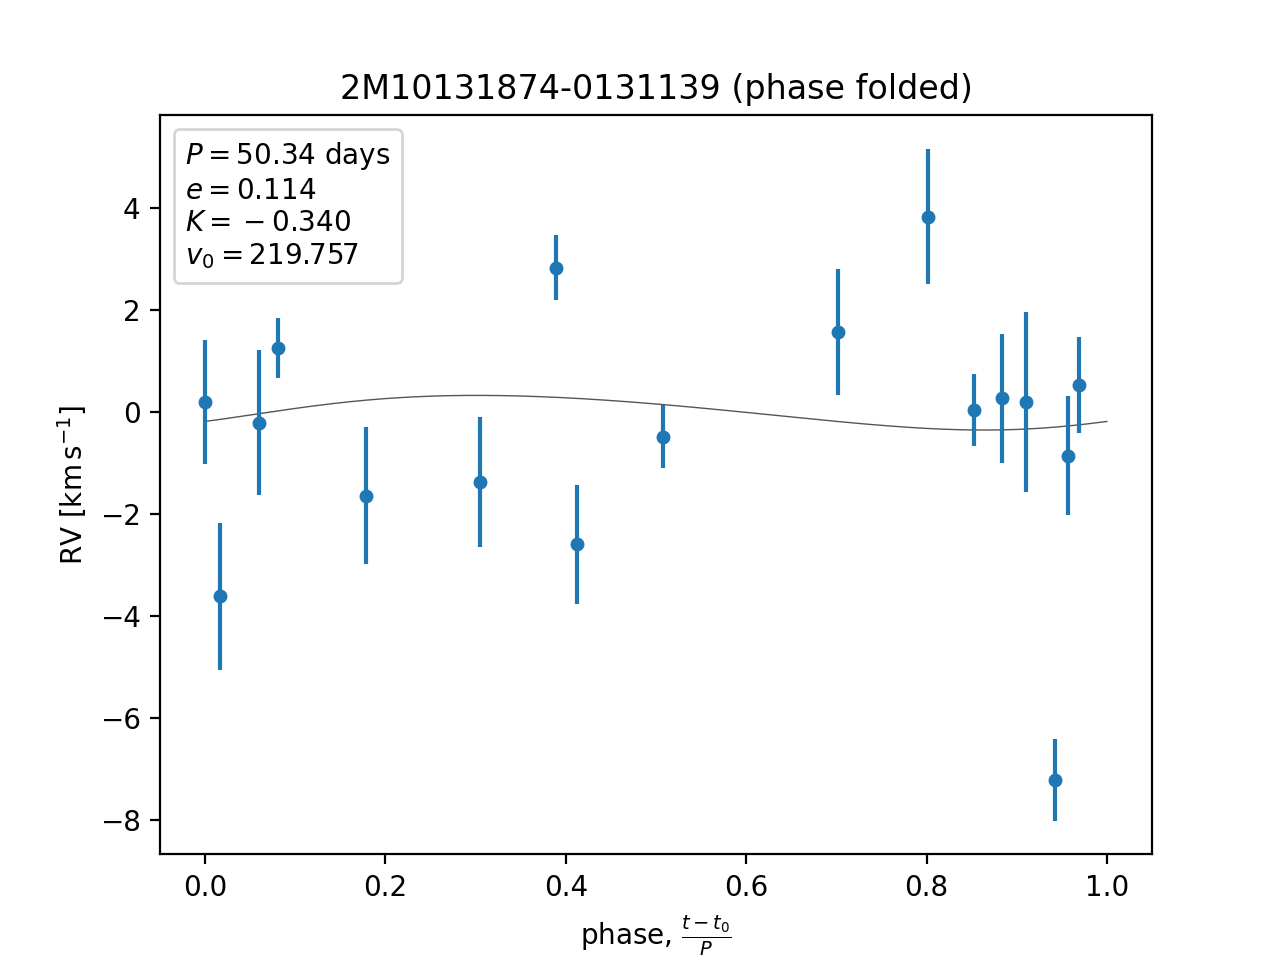 2M10131874-0131139 (phase folded)
P = 50.34 days
e = 0.114
K = −0.340
v₀ = 219.757
4
2
0
−2
−4
−6
−8
RV [km s⁻¹]
0.0 0.2 0.4 0.6 0.8 1.0
phase, (t − t₀)/P